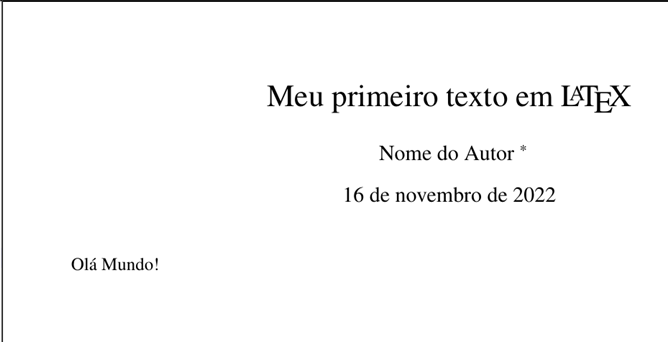 Meu primeiro texto em LATEX
Nome do Autor *
16 de novembro de 2022
Olá Mundo!